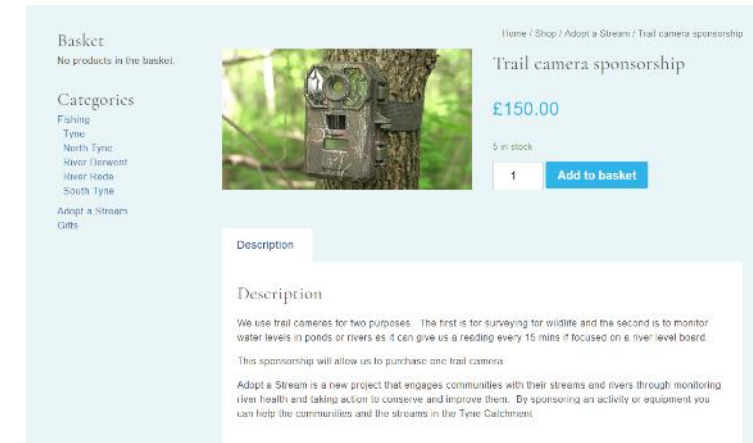 Home / Shop / Adopt a Stream / Trail camera sponsorship
Basket
No products in the basket.
Categories
Fishing
Tyne
North Tyne
River Derwent
River Rede
South Tyne
Adopt a Stream
Gifts
Trail camera sponsorship
£150.00
5 in stock
1
Add to basket
Description
Description
We use trail cameras for two purposes. The first is for surveying for wildlife and the second is to monitor
water levels in ponds or rivers as it can give us a reading every 15 mins if focused on a river level board.
This sponsorship will allow us to purchase one trail camera.
Adopt a Stream is a new project that engages communities with their streams and rivers through monitoring
river health and taking action to conserve and improve them. By sponsoring an activity or equipment you
can help the communities and the streams in the Tyne Catchment